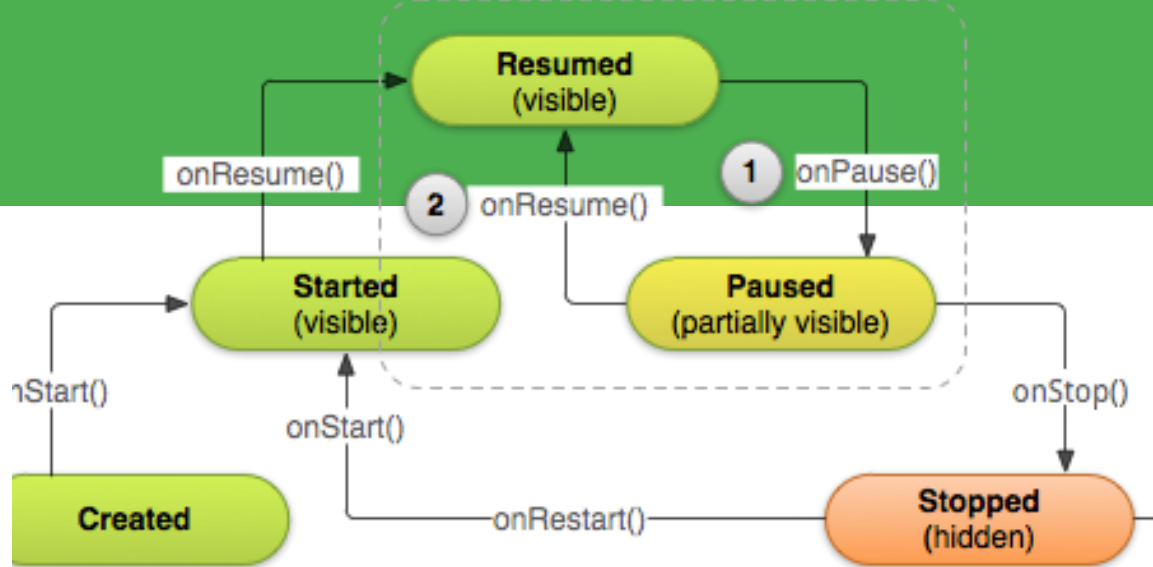 Resumed
(visible)
onResume()
1
onPause()
2
onResume()
Started
(visible)
Paused
(partially visible)
nStart()
onStop()
onStart()
Created
onRestart()
Stopped
(hidden)